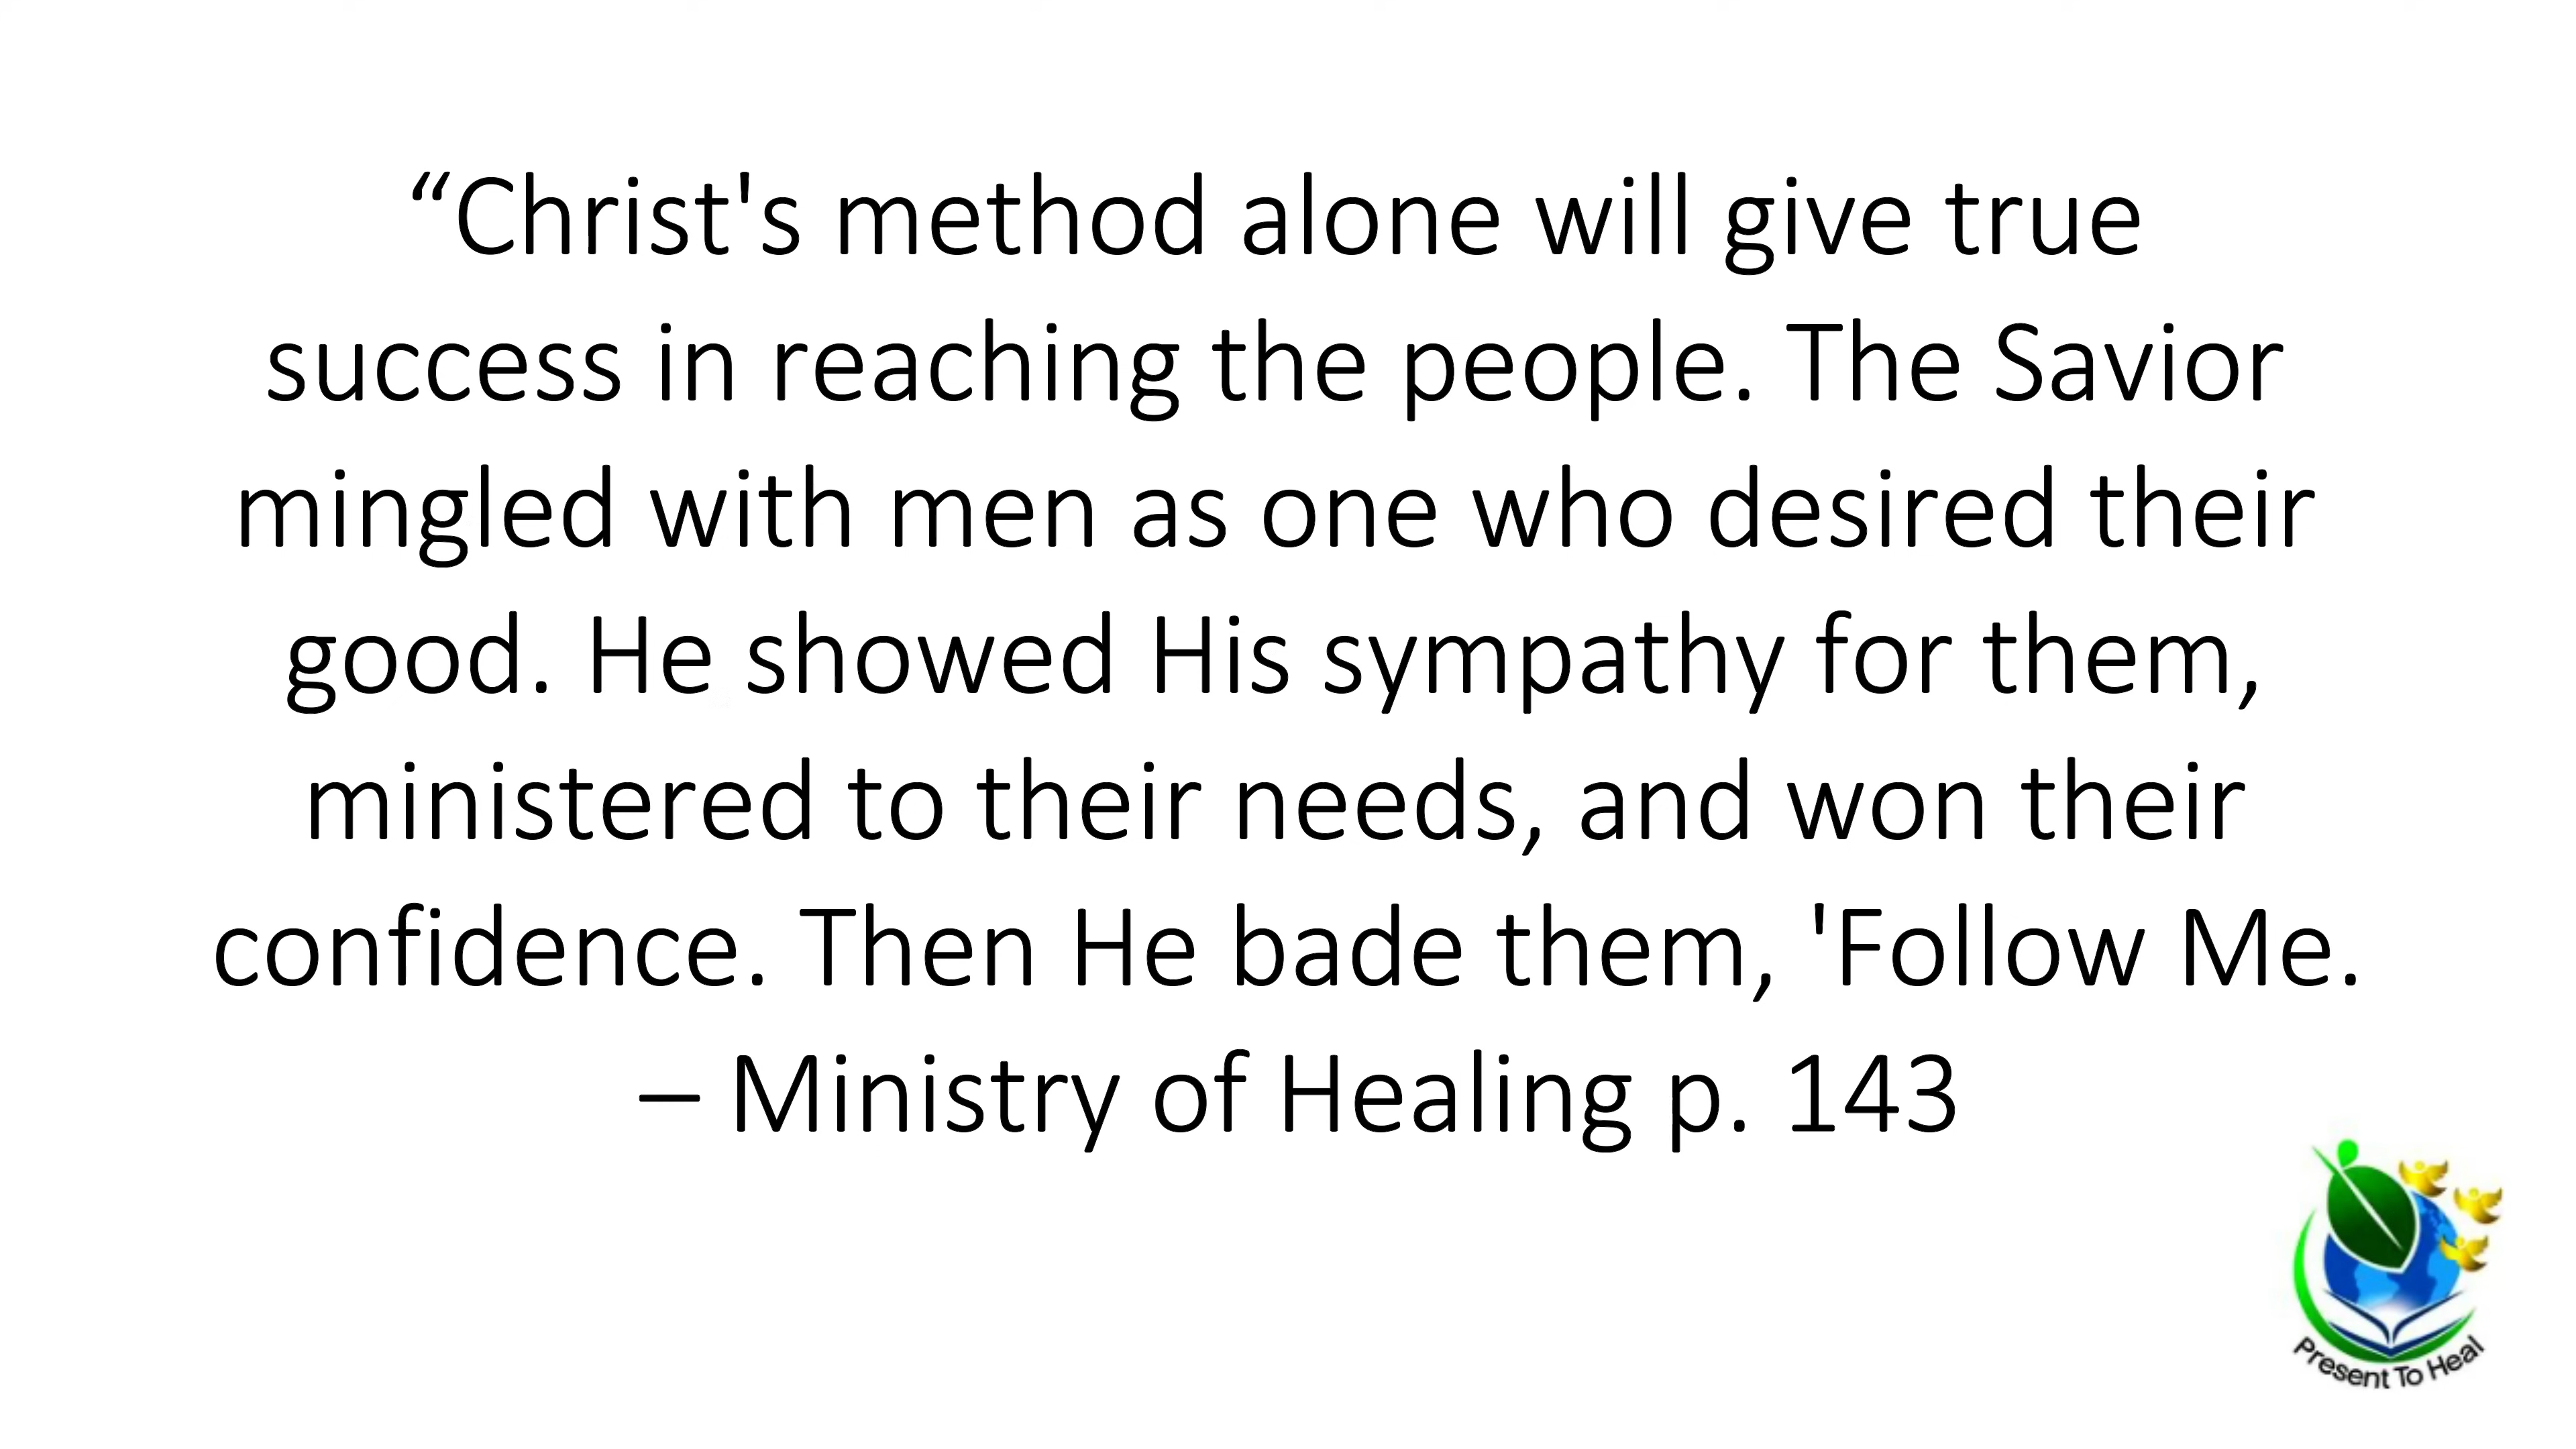 “Christ's method alone will give true
success in reaching the people. The Savior
mingled with men as one who desired their
good. He showed His sympathy for them,
ministered to their needs, and won their
confidence. Then He bade them, 'Follow Me.
– Ministry of Healing p. 143
Present To Heal